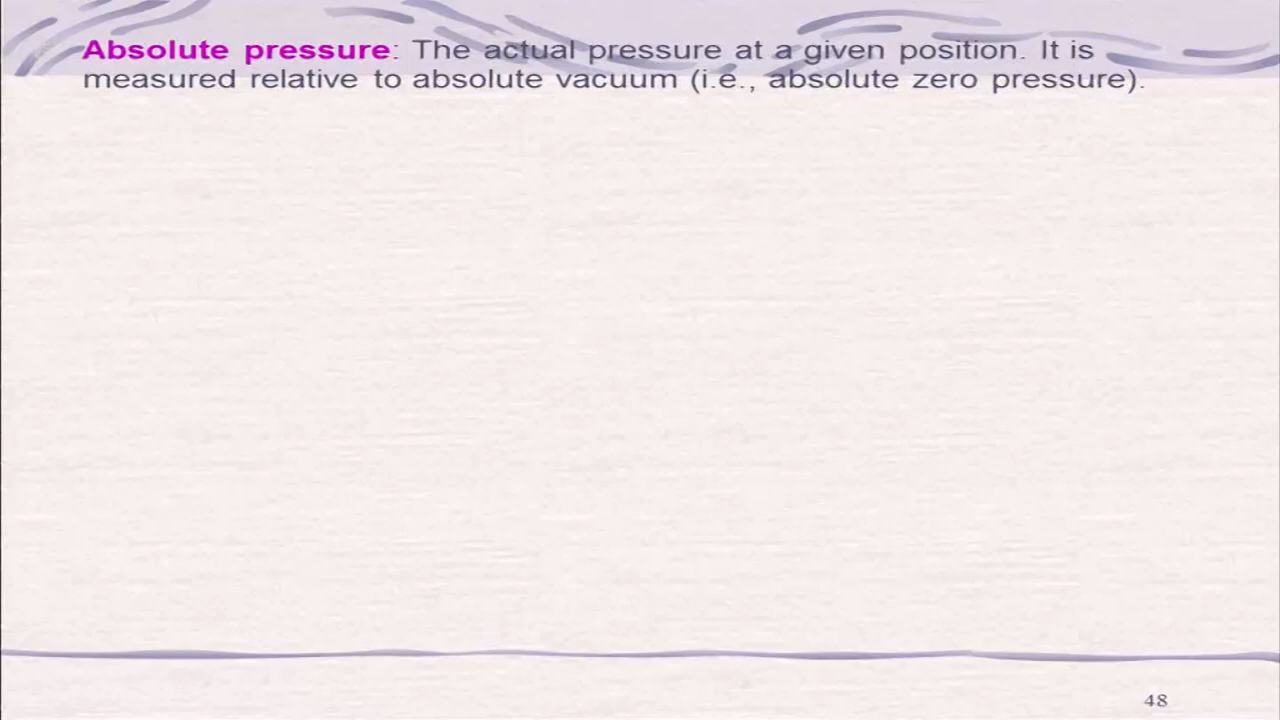 Absolute pressure: The actual pressure at a given position. It is
measured relative to absolute vacuum (i.e., absolute zero pressure).
48